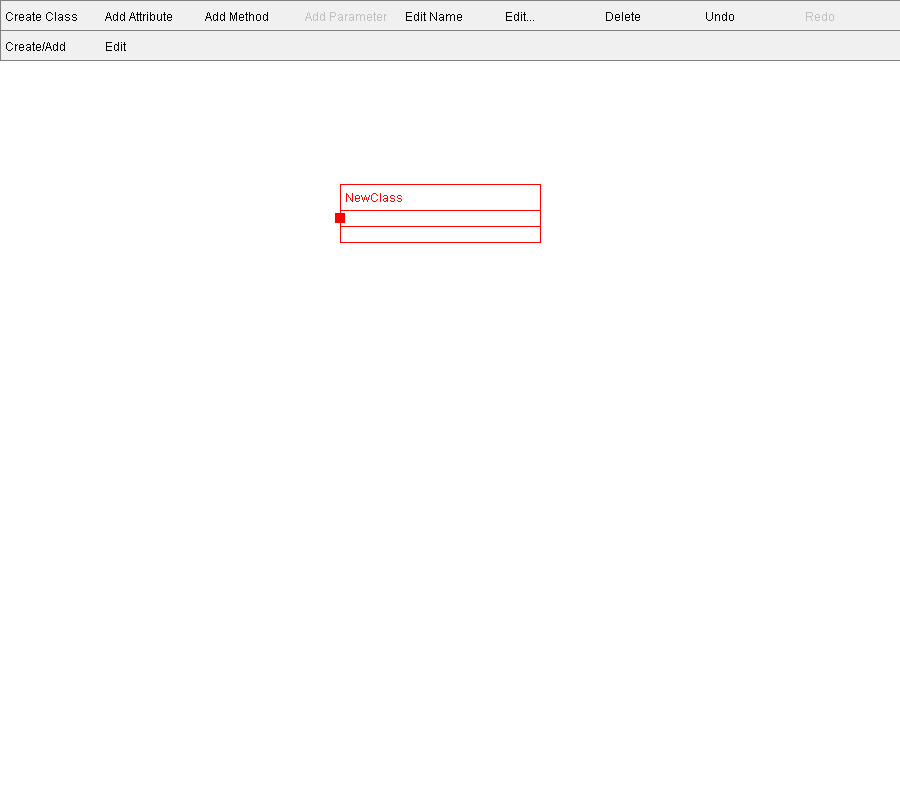 Create Class Add Attribute Add Method Add Parameter Edit Name Edit... Delete Undo Redo
Create/Add Edit
NewClass